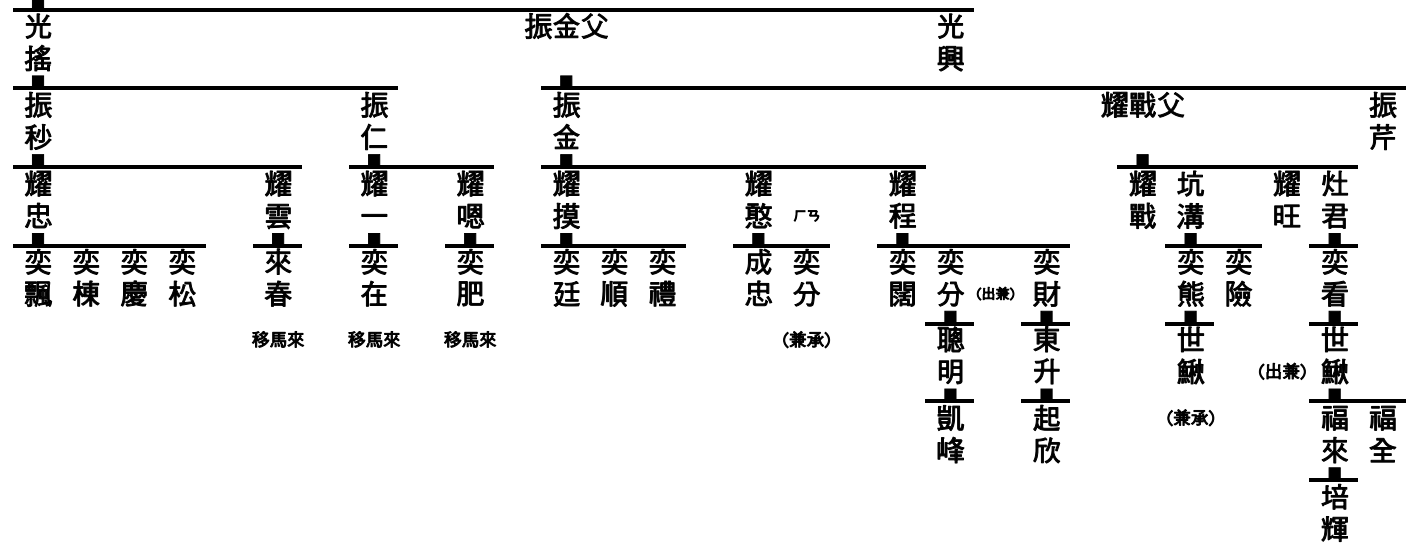 光搖 振金父 光興
振秒 振仁 振金 耀戰父 振芹
耀忠 耀雲 耀一 耀嗯 耀摸 耀憨 ㄏㄢ 耀程 耀戰 坑溝 耀旺 灶君
奕飄 奕棟 奕慶 奕松 來春 奕在 奕肥 奕廷 奕順 奕禮 成忠 奕分 奕闊 奕分 (出兼) 奕財 奕熊 奕險 奕看
移馬來 移馬來 移馬來 (兼承) 聰明 東升 世鰍 (出兼) 世鰍
凱峰 起欣 (兼承) 福來 福全
培輝